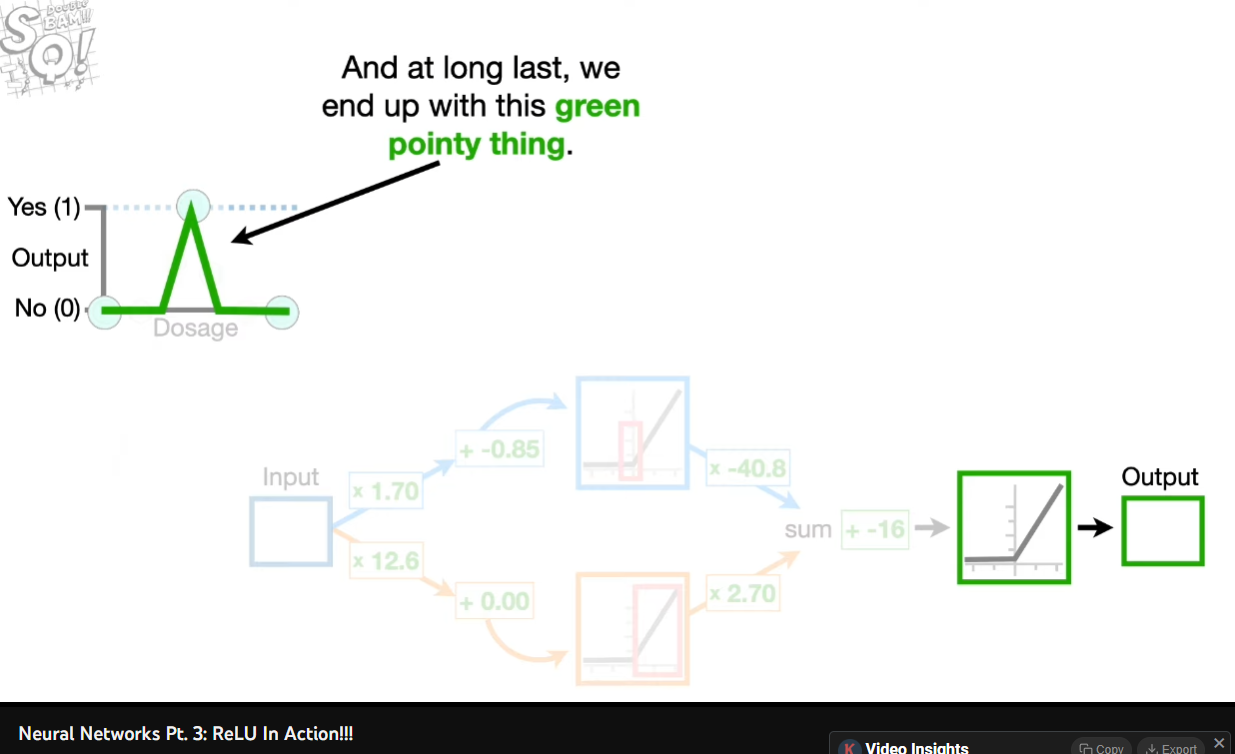 DOUBLE
BAM!!!
SQ!
And at long last, we
end up with this green
pointy thing.
Yes (1)
Output
No (0)
Dosage
+ -0.85
Input
x 1.70
x -40.8
Output
sum
+ -16
x 12.6
+ 0.00
x 2.70
Neural Networks Pt. 3: ReLU In Action!!!
K Video Insights
Copy
Export